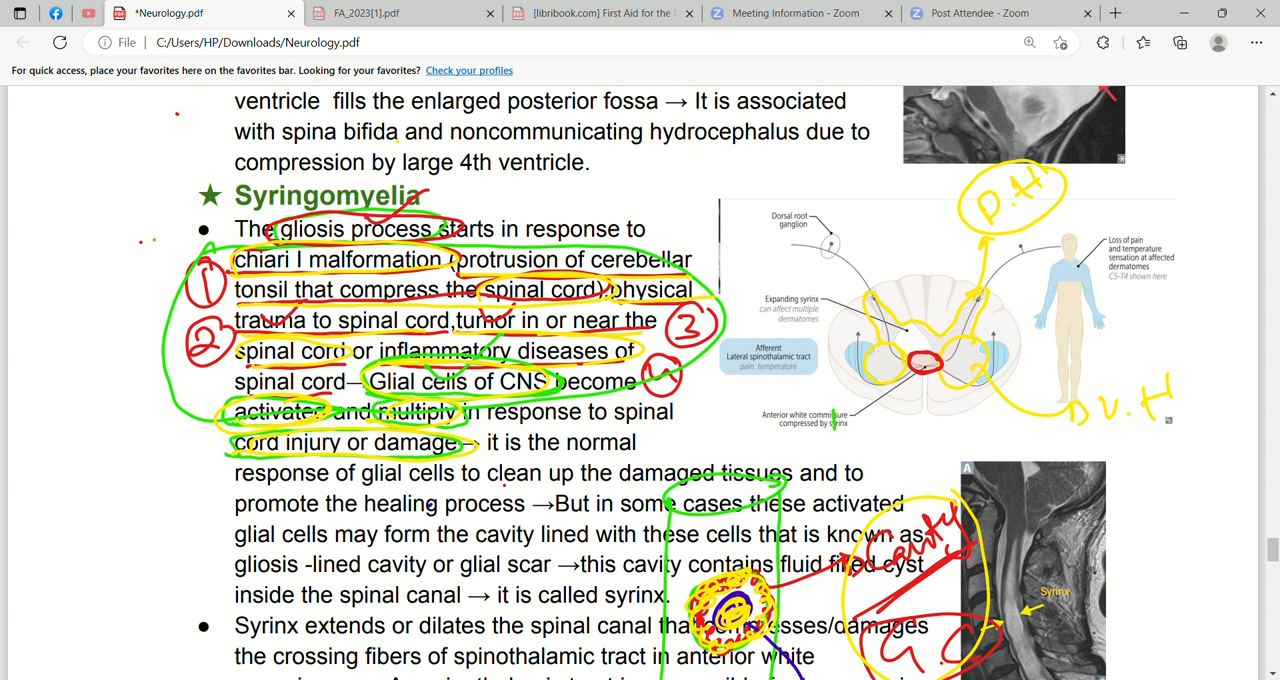 *Neurology.pdf
FA_2023[1].pdf
[libribook.com] First Aid for the
Meeting Information - Zoom
Post Attendee - Zoom
File
C:/Users/HP/Downloads/Neurology.pdf
For quick access, place your favorites here on the favorites bar. Looking for your favorites? Check your profiles
ventricle fills the enlarged posterior fossa → It is associated
with spina bifida and noncommunicating hydrocephalus due to
compression by large 4th ventricle.
★ Syringomyelia
● The gliosis process starts in response to
chiari I malformation (protrusion of cerebellar
tonsil that compress the spinal cord),physical
trauma to spinal cord,tumor in or near the
spinal cord or inflammatory diseases of
spinal cord→Glial cells of CNS become
activated and multiply in response to spinal
cord injury or damage→ it is the normal
response of glial cells to clean up the damaged tissues and to
promote the healing process →But in some cases these activated
glial cells may form the cavity lined with these cells that is known as
gliosis -lined cavity or glial scar →this cavity contains fluid filled cyst
inside the spinal canal → it is called syrinx.
● Syrinx extends or dilates the spinal canal that compresses/damages
the crossing fibers of spinothalamic tract in anterior white
1
2
3
4
Dorsal root
ganglion
Expanding syrinx
can affect multiple
dermatomes
Afferent
Lateral spinothalamic tract
pain, temperature
Anterior white commissure
compressed by syrinx
Loss of pain
and temperature
sensation at affected
dermatomes
C5-T4 shown here
D.H
V.H
A
Syrinx
Cavity
G.C